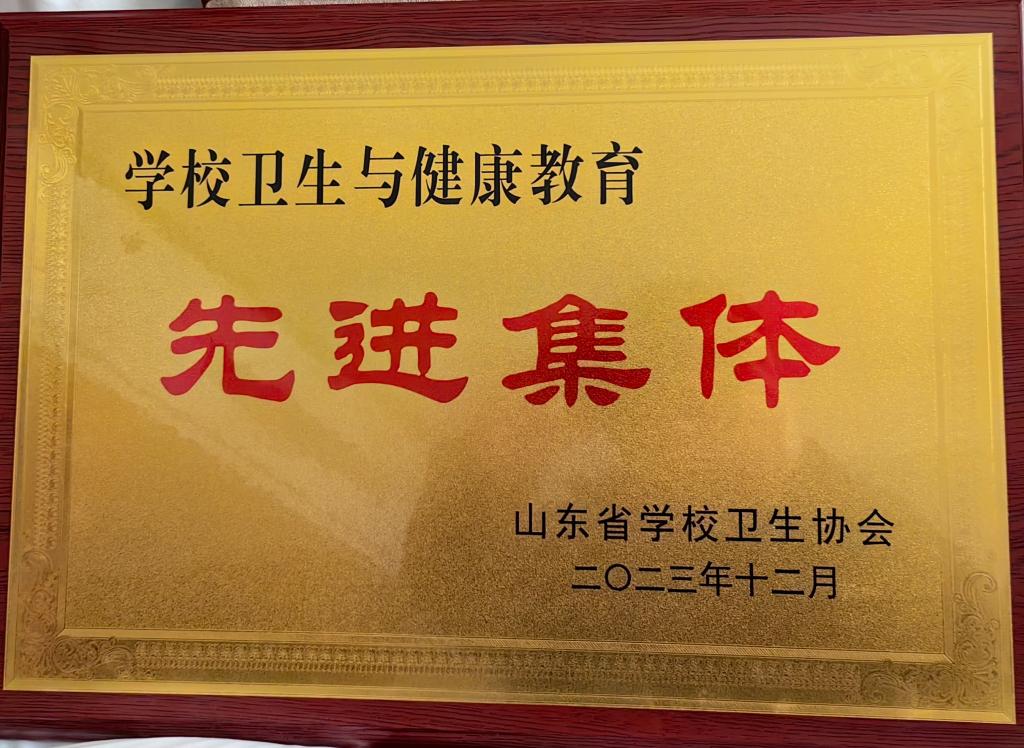 学校卫生与健康教育
先进集体
山东省学校卫生协会
二〇二三年十二月